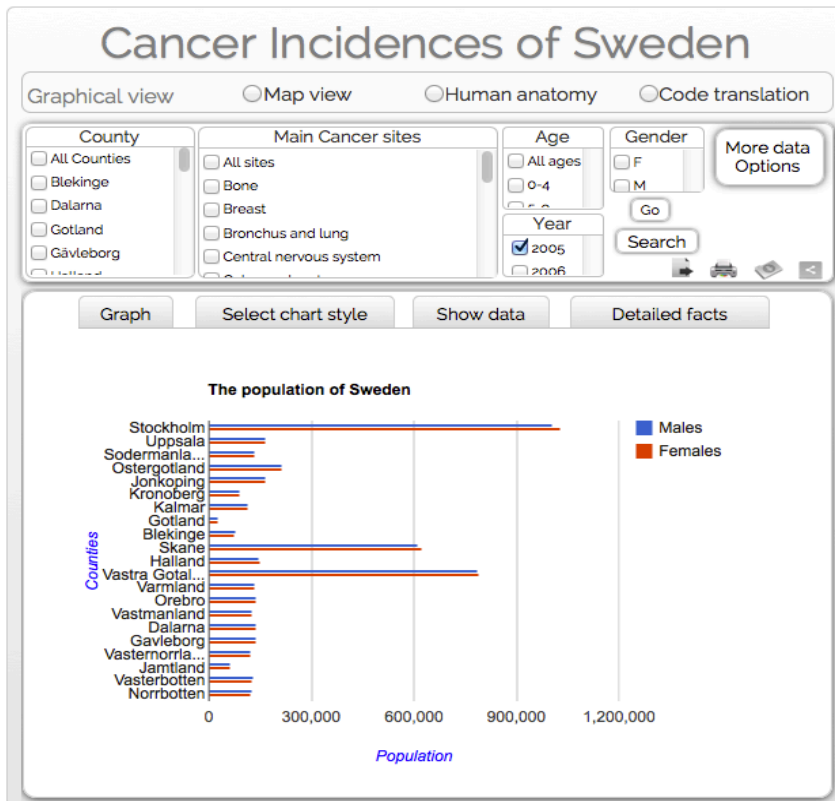 Cancer Incidences of Sweden
Graphical view
Map view
Human anatomy
Code translation
County
All Counties
Blekinge
Dalarna
Gotland
Gävleborg
Main Cancer sites
All sites
Bone
Breast
Bronchus and lung
Central nervous system
Age
All ages
0-4
Year
2005
2006
Gender
F
M
Go
Search
More data
Options
Graph
Select chart style
Show data
Detailed facts
The population of Sweden
Counties
Stockholm
Uppsala
Sodermanla...
Ostergotland
Jonkoping
Kronoberg
Kalmar
Gotland
Blekinge
Skane
Halland
Vastra Gotal...
Varmland
Orebro
Vastmanland
Dalarna
Gavleborg
Vasternorrla...
Jamtland
Vasterbotten
Norrbotten
0 300,000 600,000 900,000 1,200,000
Population
Males
Females